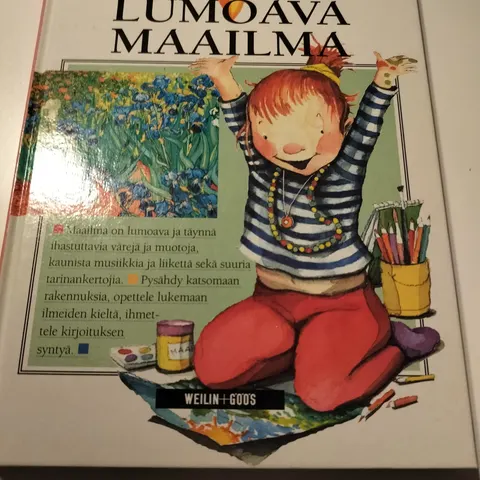 LUMOAVA
MAAILMA
Maailma on lumoava ja täynnä
ihastuttavia värejä ja muotoja,
kaunista musiikkia ja liikettä sekä suuria
tarinankertojia. Pysähdy katsomaan
rakennuksia, opettele lukemaan
ilmeiden kieltä, ihmet-
tele kirjoituksen
syntyä.
WEILIN+GÖÖS